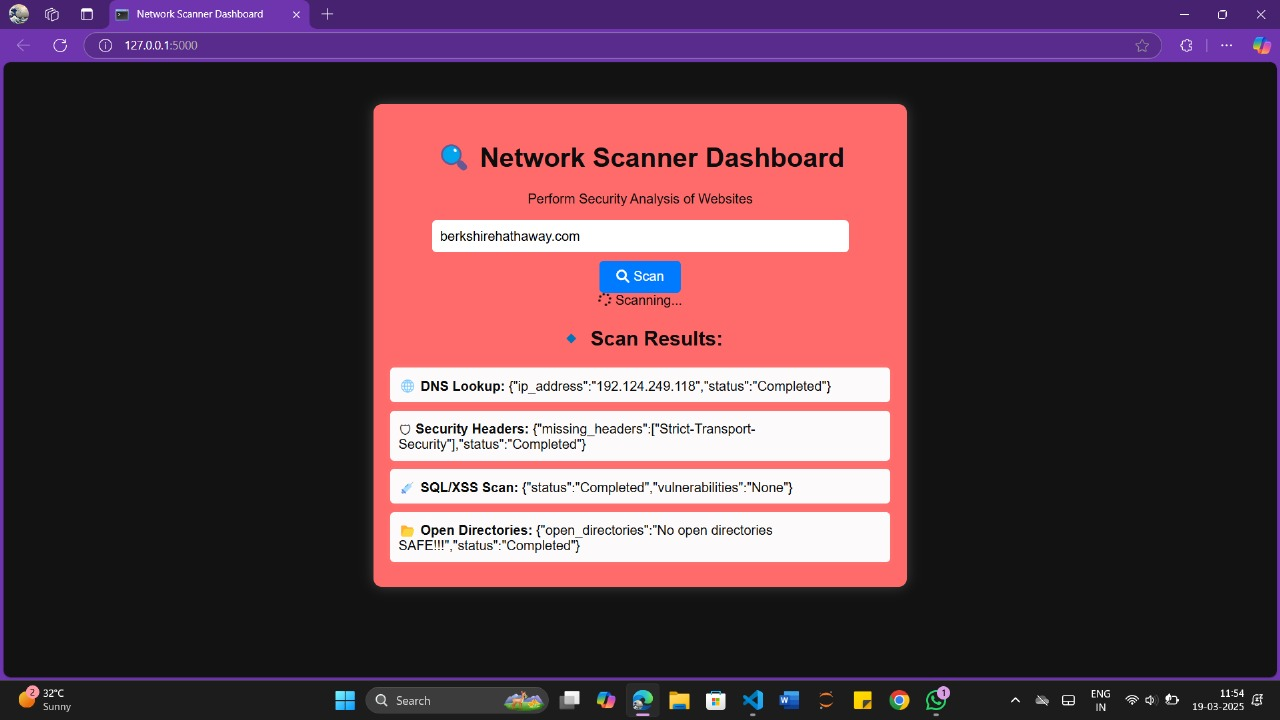 Network Scanner Dashboard
127.0.0.1:5000
Network Scanner Dashboard
Perform Security Analysis of Websites
berkshirehathaway.com
Scan
Scanning...
Scan Results:
DNS Lookup: {"ip_address":"192.124.249.118","status":"Completed"}
Security Headers: {"missing_headers":["Strict-Transport-
Security"],"status":"Completed"}
SQL/XSS Scan: {"status":"Completed","vulnerabilities":"None"}
Open Directories: {"open_directories":"No open directories
SAFE!!!","status":"Completed"}
2
32°C
Sunny
Search
1
ENG
IN
11:54
19-03-2025